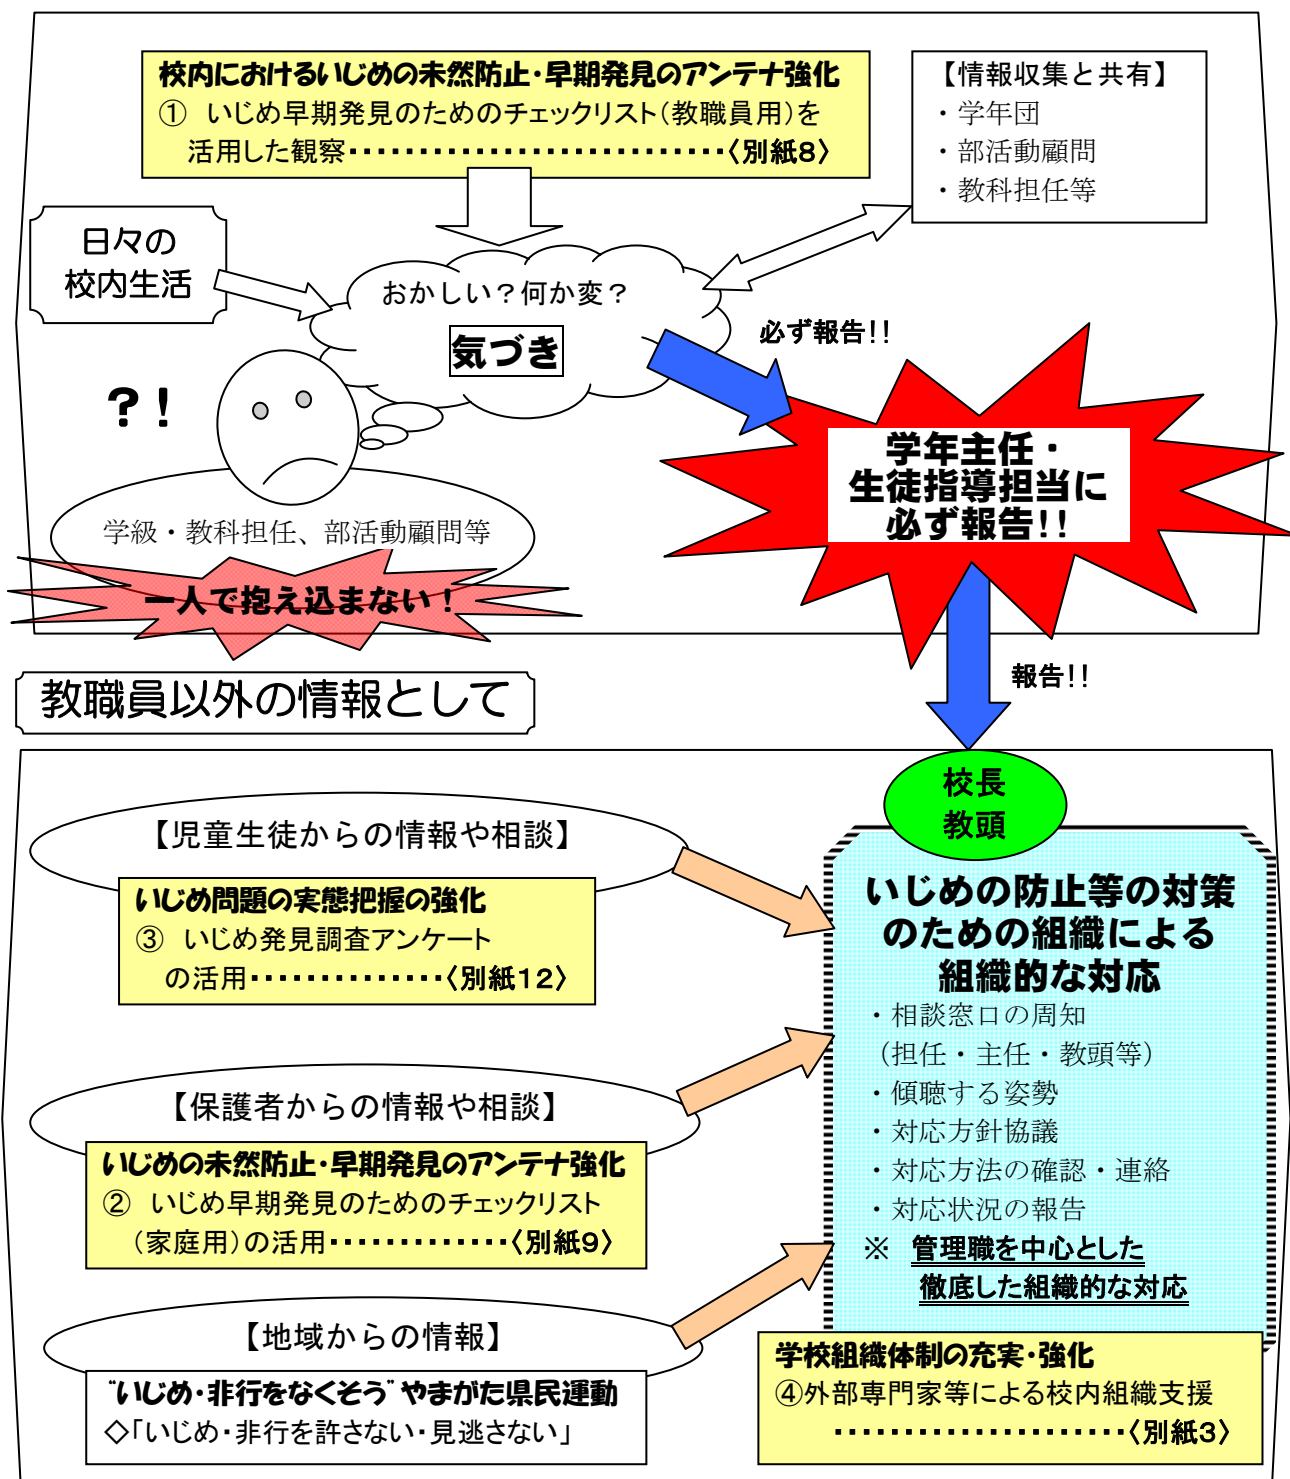 校内におけるいじめの未然防止・早期発見のアンテナ強化
① いじめ早期発見のためのチェックリスト(教職員用)を
活用した観察・・・・・・・・・・・・・・・・・・・・・・・・・・・〈別紙8〉
【情報収集と共有】
・学年団
・部活動顧問
・教科担任等
日々の
校内生活
おかしい？何か変？
気づき
必ず報告!!
？！
学年主任・
生徒指導担当に
必ず報告!!
学級・教科担任、部活動顧問等
一人で抱え込まない！
報告!!
教職員以外の情報として
校長
教頭
【児童生徒からの情報や相談】
いじめ問題の実態把握の強化
③ いじめ発見調査アンケート
の活用・・・・・・・・・・・・・・〈別紙12〉
【保護者からの情報や相談】
いじめの未然防止・早期発見のアンテナ強化
② いじめ早期発見のためのチェックリスト
(家庭用)の活用・・・・・・・・・・・・・〈別紙9〉
【地域からの情報】
“いじめ・非行をなくそう”やまがた県民運動
◇「いじめ・非行を許さない・見逃さない」
いじめの防止等の対策
のための組織による
組織的な対応
・相談窓口の周知
(担任・主任・教頭等)
・傾聴する姿勢
・対応方針協議
・対応方法の確認・連絡
・対応状況の報告
※ 管理職を中心とした
徹底した組織的な対応
学校組織体制の充実・強化
④外部専門家等による校内組織支援
・・・・・・・・・・・・・・・・・・・・・〈別紙3〉